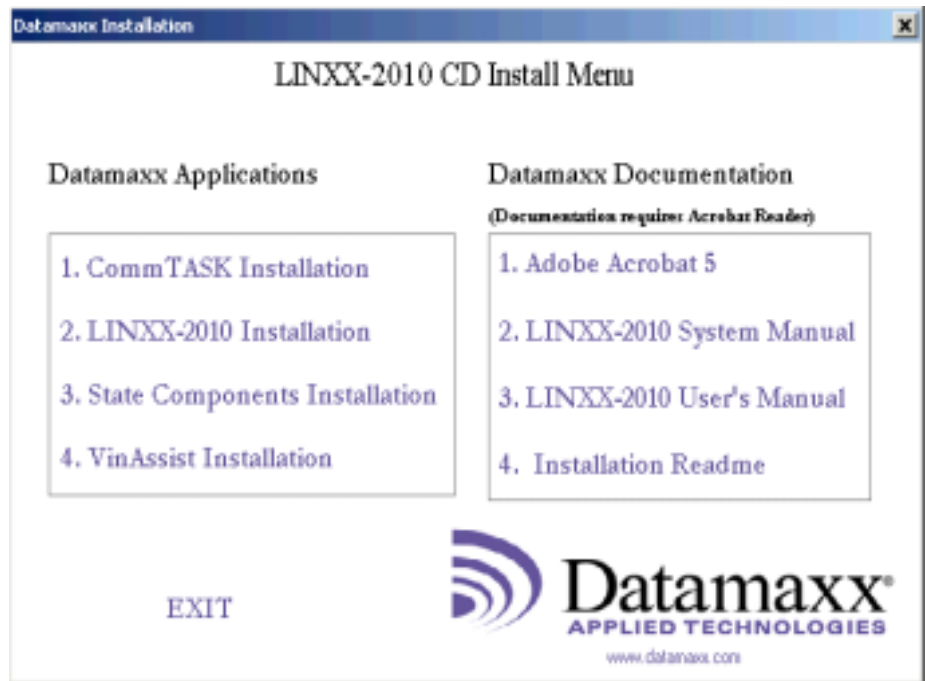 Datamaxx Installation
LINXX-2010 CD Install Menu
Datamaxx Applications
1. CommTASK Installation
2. LINXX-2010 Installation
3. State Components Installation
4. VinAssist Installation
Datamaxx Documentation
(Documentation requires Acrobat Reader)
1. Adobe Acrobat 5
2. LINXX-2010 System Manual
3. LINXX-2010 User's Manual
4. Installation Readme
EXIT
Datamaxx®
APPLIED TECHNOLOGIES
www.datamaxx.com